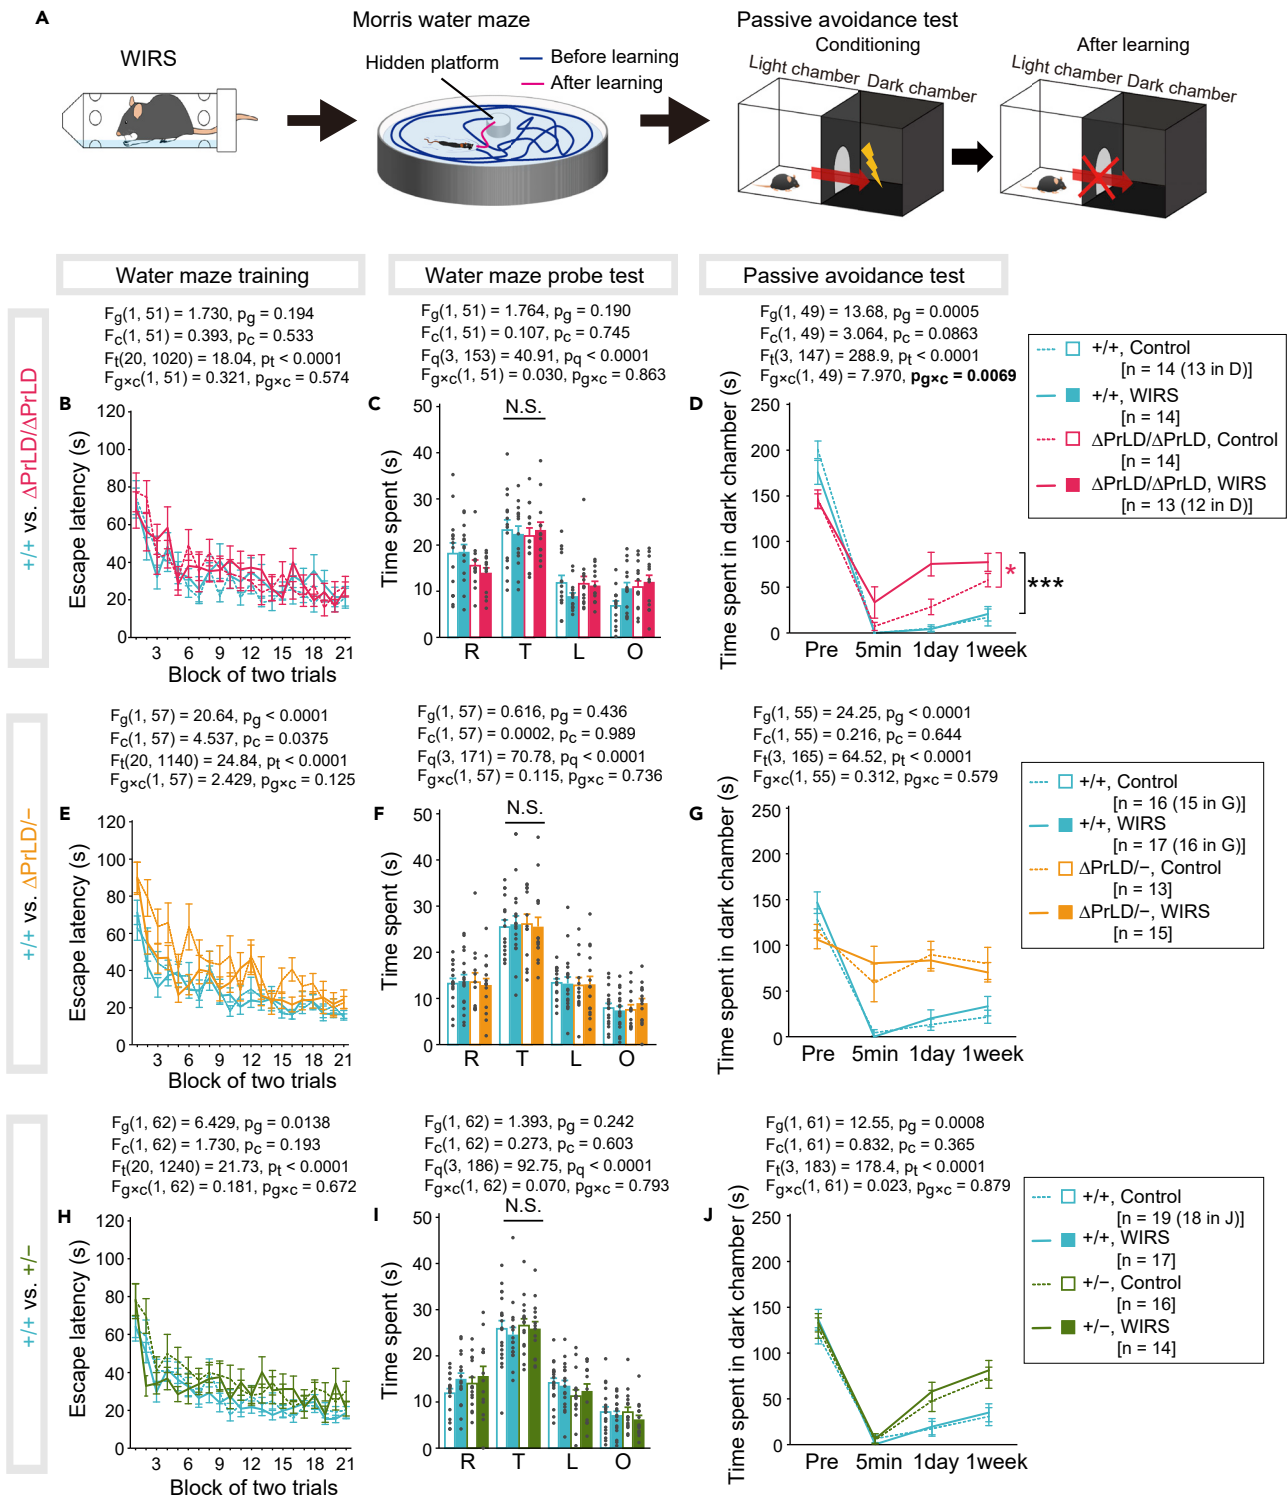 A
WIRS
Morris water maze
Hidden platform
Before learning
After learning
Passive avoidance test
Conditioning
After learning
Light chamber
Dark chamber
Light chamber
Dark chamber
Water maze training
Water maze probe test
Passive avoidance test
+/+ vs. ΔPrLD/ΔPrLD
Fg(1, 51) = 1.730, pg = 0.194
Fc(1, 51) = 0.393, pc = 0.533
Ft(20, 1020) = 18.04, pt < 0.0001
Fg×c(1, 51) = 0.321, pg×c = 0.574
B
Escape latency (s)
120
100
80
60
40
20
0
3 6 9 12 15 18 21
Block of two trials
Fg(1, 51) = 1.764, pg = 0.190
Fc(1, 51) = 0.107, pc = 0.745
Fq(3, 153) = 40.91, pq < 0.0001
Fg×c(1, 51) = 0.030, pg×c = 0.863
C
N.S.
Time spent (s)
50
40
30
20
10
0
R T L O
Fg(1, 49) = 13.68, pg = 0.0005
Fc(1, 49) = 3.064, pc = 0.0863
Ft(3, 147) = 288.9, pt < 0.0001
Fg×c(1, 49) = 7.970, pg×c = 0.0069
D
Time spent in dark chamber (s)
250
200
150
100
50
0
Pre 5min 1day 1week
*
***
+/+, Control
[n = 14 (13 in D)]
+/+, WIRS
[n = 14]
ΔPrLD/ΔPrLD, Control
[n = 14]
ΔPrLD/ΔPrLD, WIRS
[n = 13 (12 in D)]
+/+ vs. ΔPrLD/−
Fg(1, 57) = 20.64, pg < 0.0001
Fc(1, 57) = 4.537, pc = 0.0375
Ft(20, 1140) = 24.84, pt < 0.0001
Fg×c(1, 57) = 2.429, pg×c = 0.125
E
Escape latency (s)
120
100
80
60
40
20
0
3 6 9 12 15 18 21
Block of two trials
Fg(1, 57) = 0.616, pg = 0.436
Fc(1, 57) = 0.0002, pc = 0.989
Fq(3, 171) = 70.78, pq < 0.0001
Fg×c(1, 57) = 0.115, pg×c = 0.736
F
N.S.
Time spent (s)
50
40
30
20
10
0
R T L O
Fg(1, 55) = 24.25, pg < 0.0001
Fc(1, 55) = 0.216, pc = 0.644
Ft(3, 165) = 64.52, pt < 0.0001
Fg×c(1, 55) = 0.312, pg×c = 0.579
G
Time spent in dark chamber (s)
250
200
150
100
50
0
Pre 5min 1day 1week
+/+, Control
[n = 16 (15 in G)]
+/+, WIRS
[n = 17 (16 in G)]
ΔPrLD/−, Control
[n = 13]
ΔPrLD/−, WIRS
[n = 15]
+/+ vs. +/−
Fg(1, 62) = 6.429, pg = 0.0138
Fc(1, 62) = 1.730, pc = 0.193
Ft(20, 1240) = 21.73, pt < 0.0001
Fg×c(1, 62) = 0.181, pg×c = 0.672
H
Escape latency (s)
120
100
80
60
40
20
0
3 6 9 12 15 18 21
Block of two trials
Fg(1, 62) = 1.393, pg = 0.242
Fc(1, 62) = 0.273, pc = 0.603
Fq(3, 186) = 92.75, pq < 0.0001
Fg×c(1, 62) = 0.070, pg×c = 0.793
I
N.S.
Time spent (s)
50
40
30
20
10
0
R T L O
Fg(1, 61) = 12.55, pg = 0.0008
Fc(1, 61) = 0.832, pc = 0.365
Ft(3, 183) = 178.4, pt < 0.0001
Fg×c(1, 61) = 0.023, pg×c = 0.879
J
Time spent in dark chamber (s)
250
200
150
100
50
0
Pre 5min 1day 1week
+/+, Control
[n = 19 (18 in J)]
+/+, WIRS
[n = 17]
+/−, Control
[n = 16]
+/−, WIRS
[n = 14]